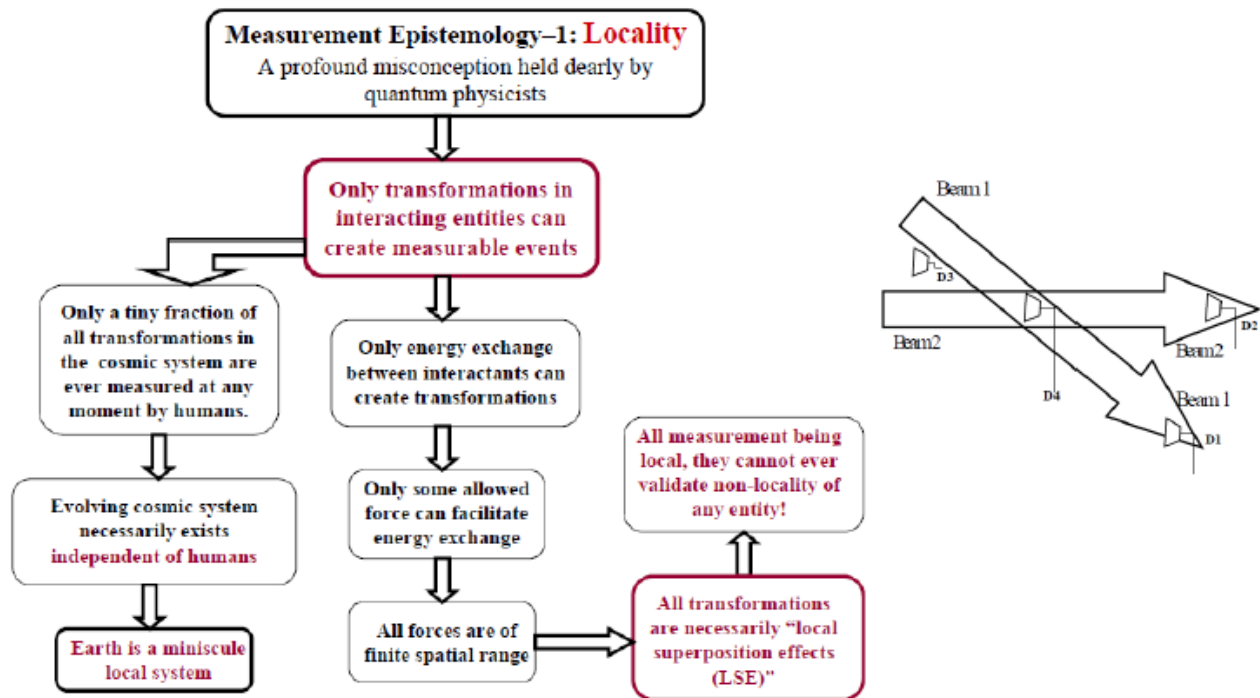 Measurement Epistemology–1: Locality
A profound misconception held dearly by
quantum physicists
Only transformations in
interacting entities can
create measurable events
Only a tiny fraction of
all transformations in
the cosmic system are
ever measured at any
moment by humans.
Evolving cosmic system
necessarily exists
independent of humans
Earth is a miniscule
local system
Only energy exchange
between interactants can
create transformations
Only some allowed
force can facilitate
energy exchange
All forces are of
finite spatial range
All transformations
are necessarily “local
superposition effects
(LSE)”
All measurement being
local, they cannot ever
validate non-locality of
any entity!
Beam 1
D3
D2
Beam2
Beam2
D4
Beam 1
D1